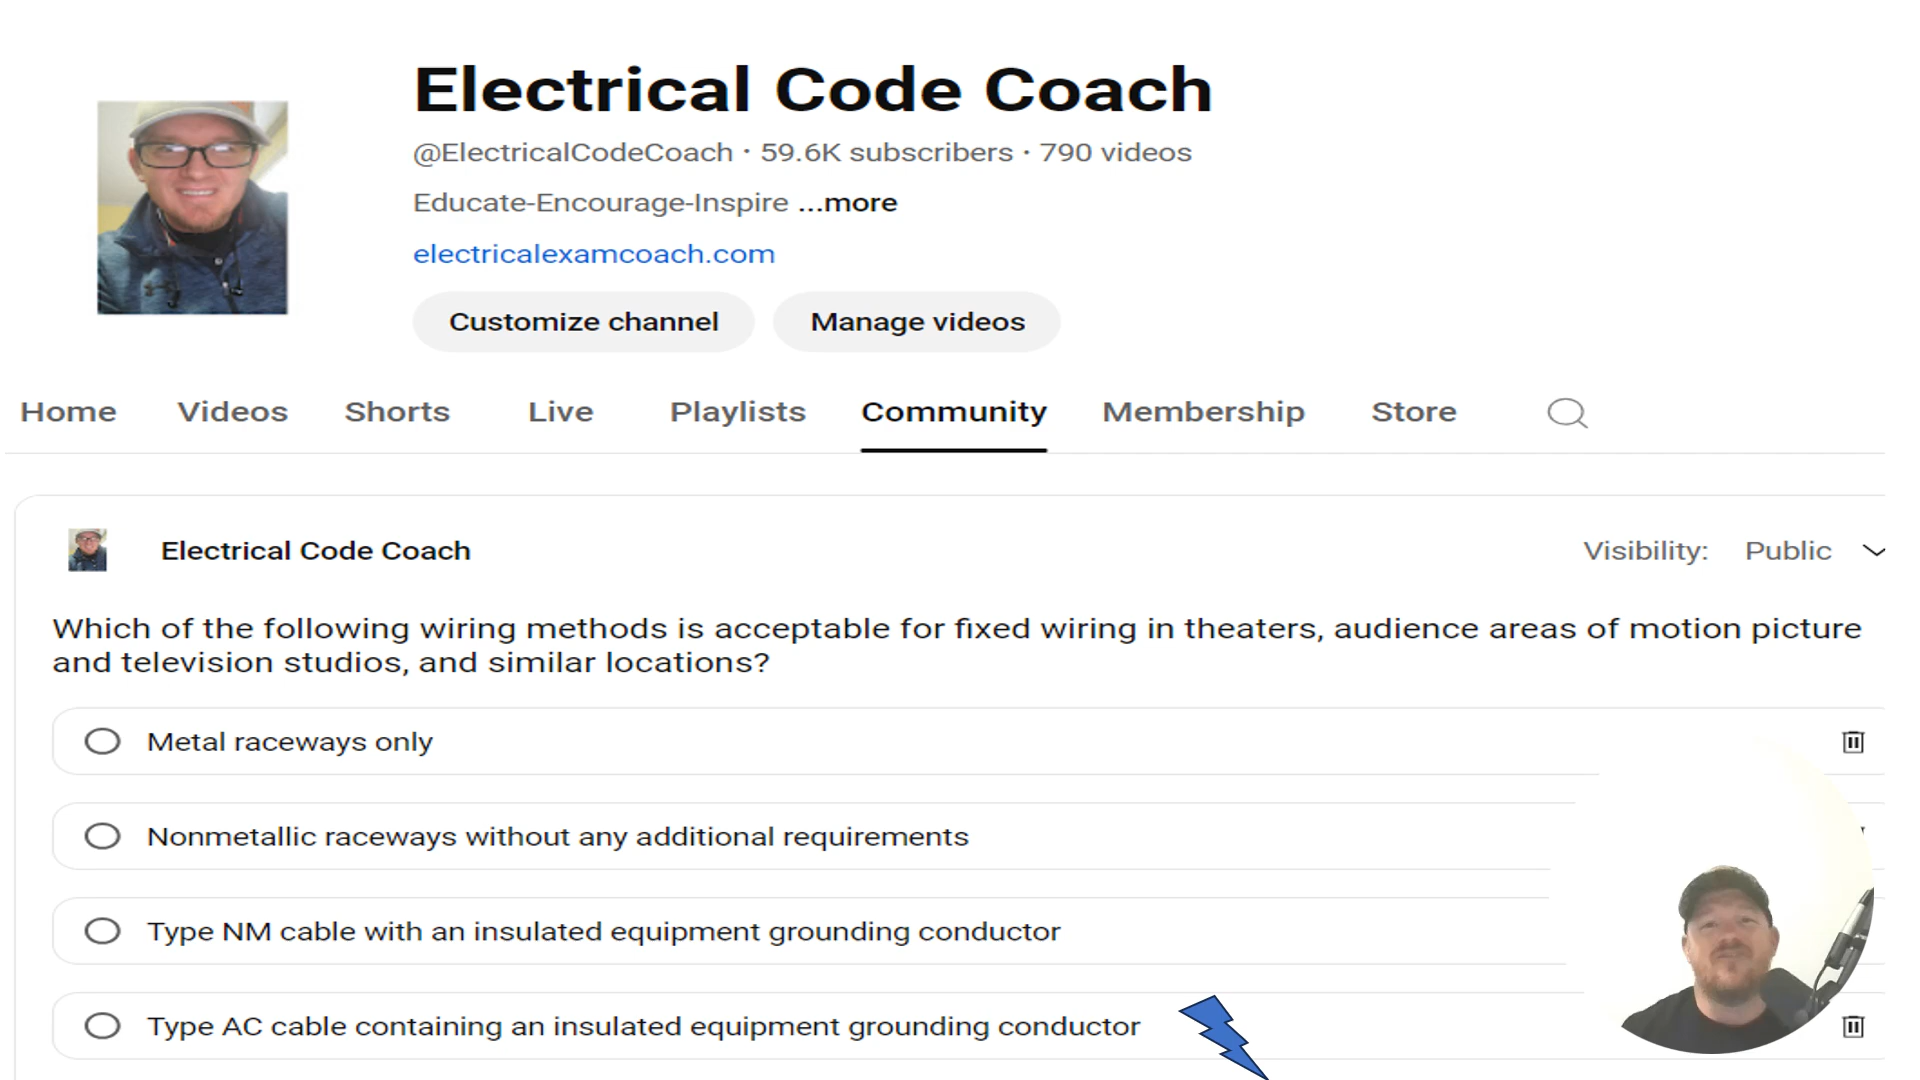 Electrical Code Coach
@ElectricalCodeCoach · 59.6K subscribers · 790 videos
Educate-Encourage-Inspire ...more
electricalexamcoach.com
Customize channel Manage videos
Home Videos Shorts Live Playlists Community Membership Store
Electrical Code Coach Visibility: Public
Which of the following wiring methods is acceptable for fixed wiring in theaters, audience areas of motion picture
and television studios, and similar locations?
Metal raceways only
Nonmetallic raceways without any additional requirements
Type NM cable with an insulated equipment grounding conductor
Type AC cable containing an insulated equipment grounding conductor